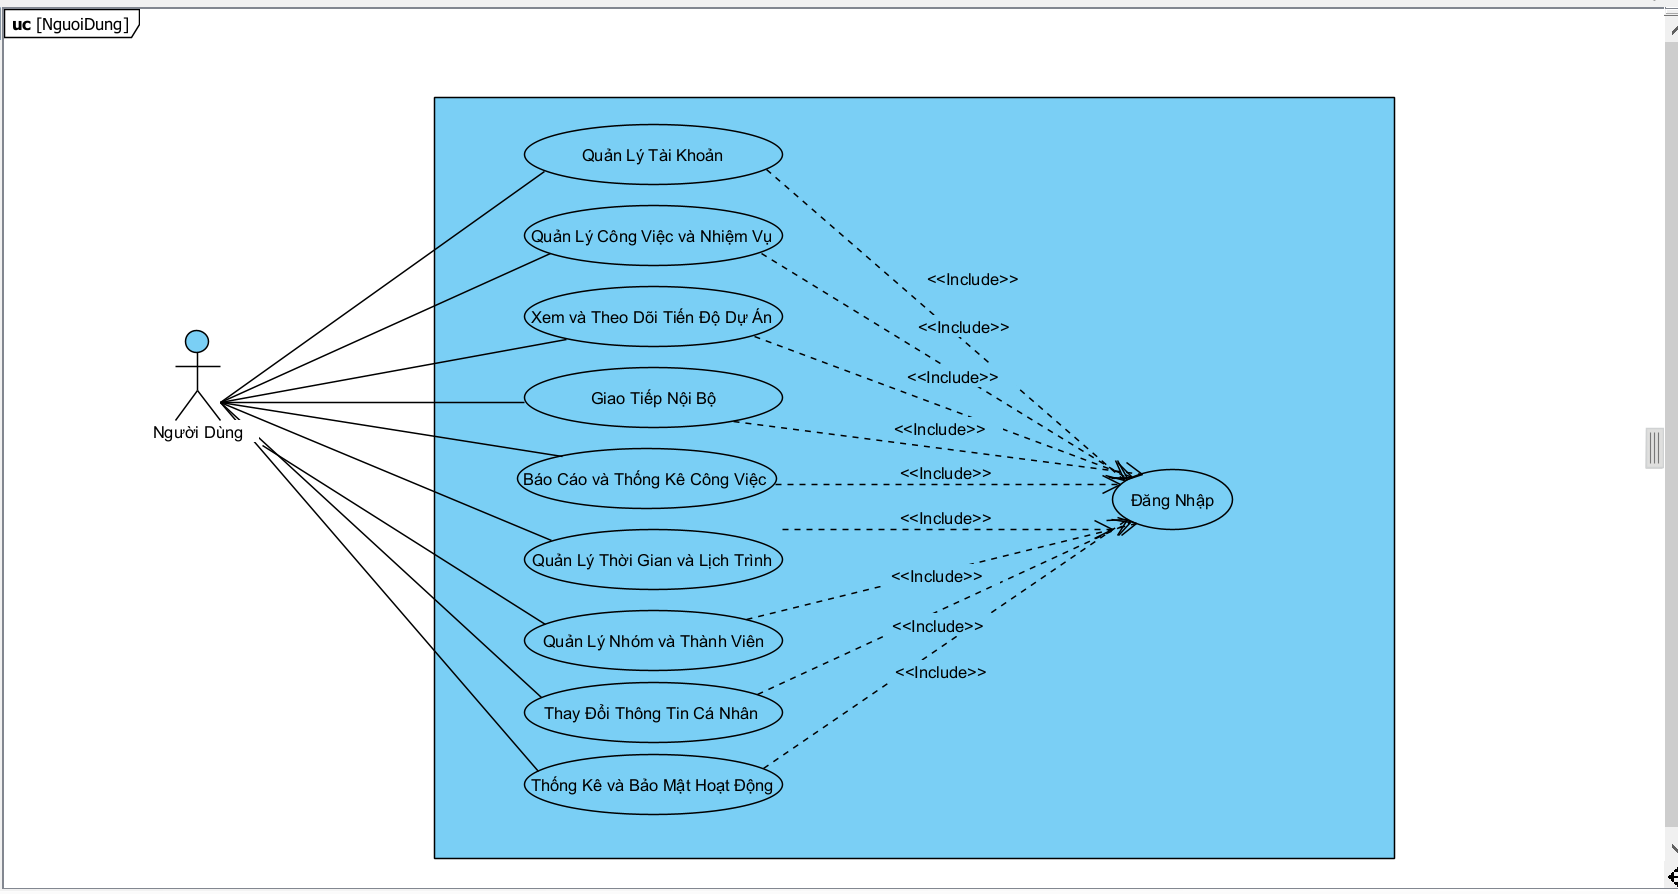 uc [NguoiDung]
Quản Lý Tài Khoản
Quản Lý Công Việc và Nhiệm Vụ
<<Include>>
Xem và Theo Dõi Tiến Độ Dự Án
<<Include>>
<<Include>>
Giao Tiếp Nội Bộ
Người Dùng
<<Include>>
Báo Cáo và Thống Kê Công Việc
<<Include>>
Đăng Nhập
<<Include>>
Quản Lý Thời Gian và Lịch Trình
<<Include>>
Quản Lý Nhóm và Thành Viên
<<Include>>
<<Include>>
Thay Đổi Thông Tin Cá Nhân
Thống Kê và Bảo Mật Hoạt Động